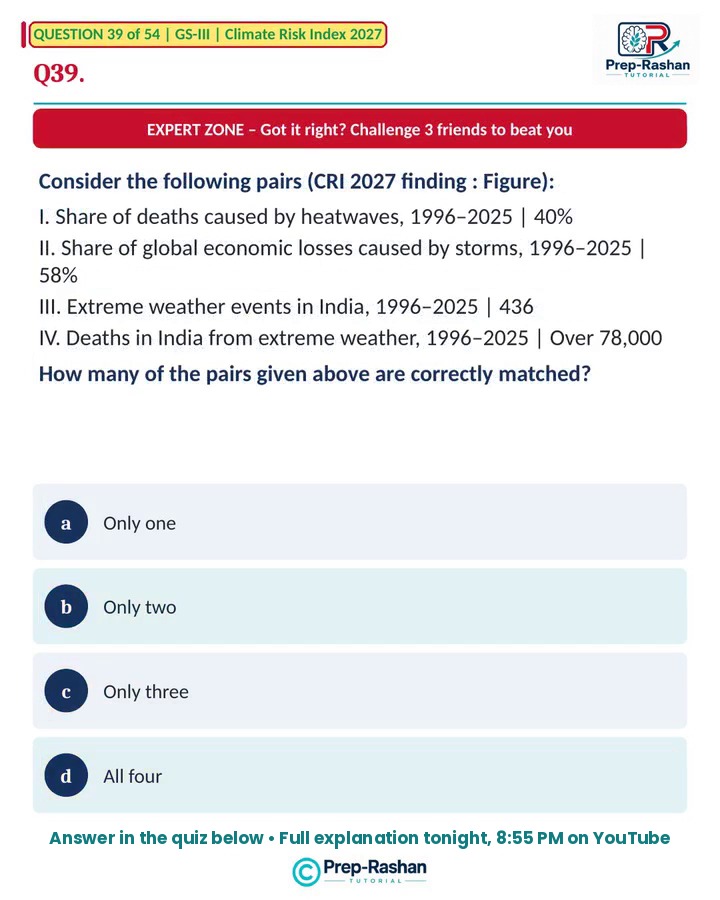 QUESTION 39 of 54 | GS-III | Climate Risk Index 2027
Prep-Rashan
TUTORIAL
Q39.
EXPERT ZONE – Got it right? Challenge 3 friends to beat you
Consider the following pairs (CRI 2027 finding : Figure):
I. Share of deaths caused by heatwaves, 1996–2025 | 40%
II. Share of global economic losses caused by storms, 1996–2025 |
58%
III. Extreme weather events in India, 1996–2025 | 436
IV. Deaths in India from extreme weather, 1996–2025 | Over 78,000
How many of the pairs given above are correctly matched?
a Only one
b Only two
c Only three
d All four
Answer in the quiz below • Full explanation tonight, 8:55 PM on YouTube
© Prep-Rashan
TUTORIAL